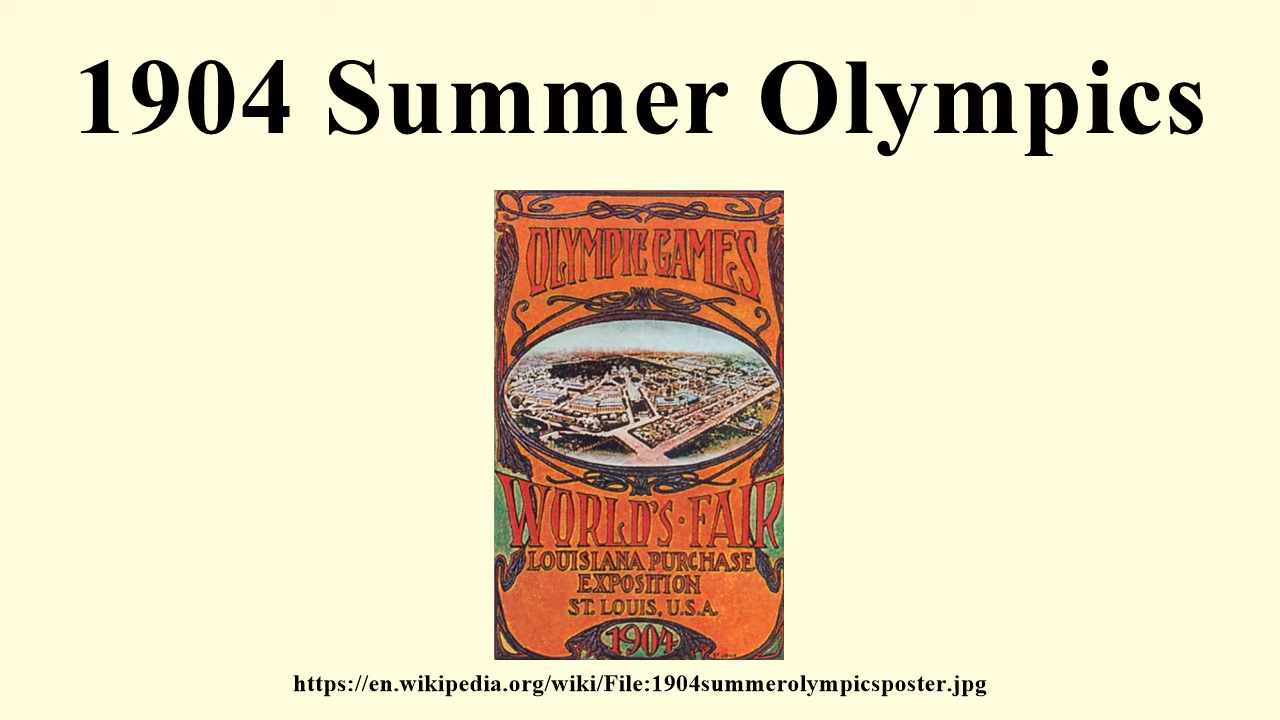 1904 Summer Olympics
OLYMPIC GAMES
WORLD'S·FAIR
LOUISIANA PURCHASE
EXPOSITION
ST. LOUIS, U.S.A.
1904
https://en.wikipedia.org/wiki/File:1904summerolympicsposter.jpg